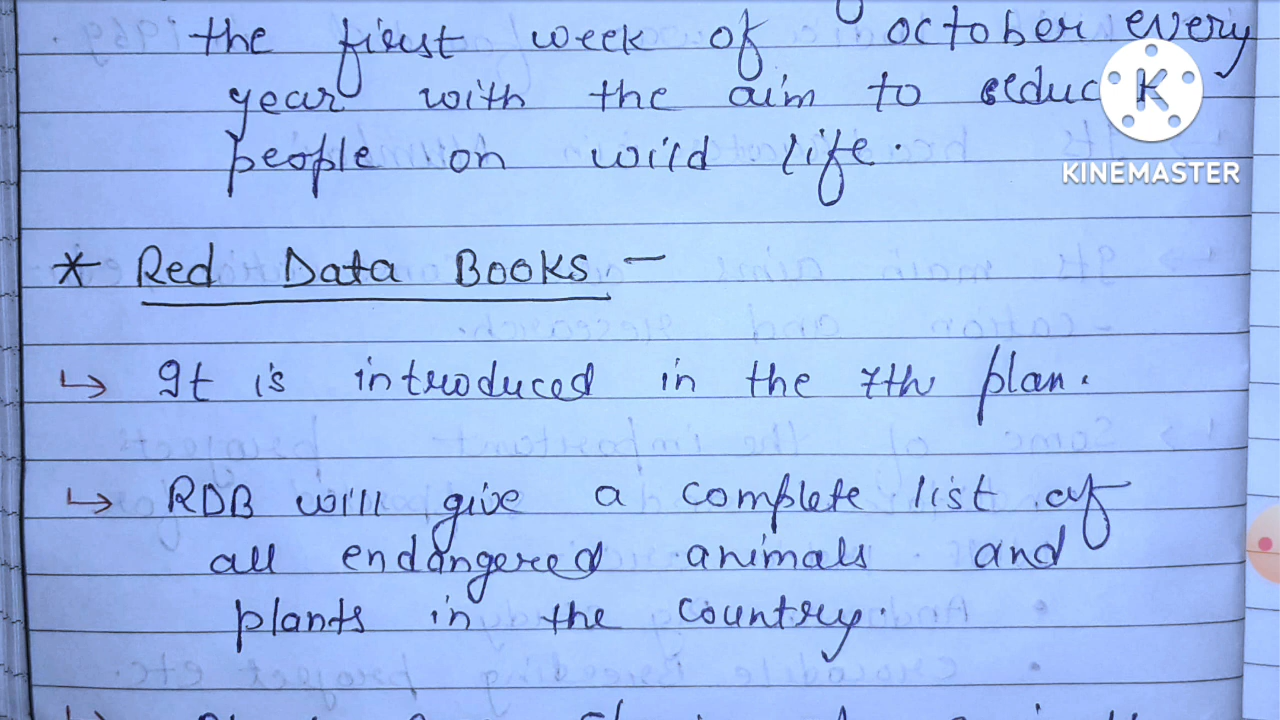 the first week of october every
year with the aim to educ
people on wild life.
K
KINEMASTER
* Red Data Books -
↳ It is introduced in the 7th plan.
↳ RDB will give a complete list of
all endangered animals and
plants in the country.